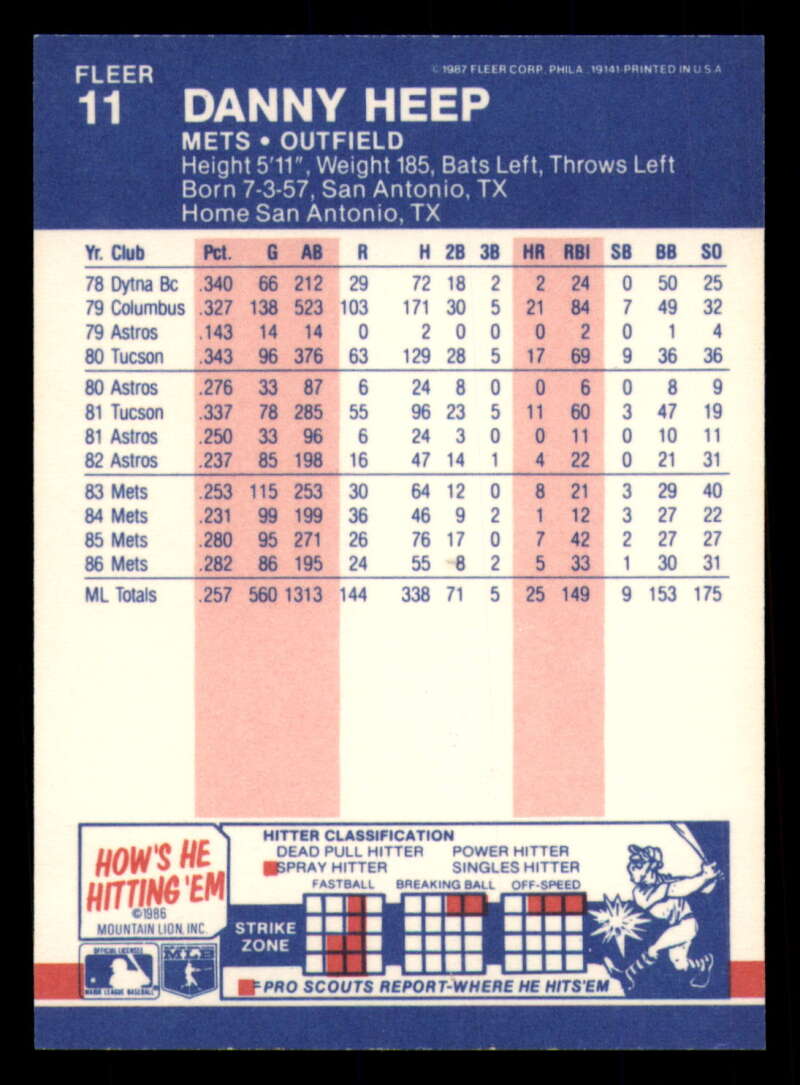 FLEER
11
© 1987 FLEER CORP. PHILA., 19141-PRINTED IN U.S.A
DANNY HEEP
METS • OUTFIELD
Height 5'11", Weight 185, Bats Left, Throws Left
Born 7-3-57, San Antonio, TX
Home San Antonio, TX
Yr. Club Pct. G AB R H 2B 3B HR RBI SB BB SO
78 Dytna Bc .340 66 212 29 72 18 2 2 24 0 50 25
79 Columbus .327 138 523 103 171 30 5 21 84 7 49 32
79 Astros .143 14 14 0 2 0 0 0 2 0 1 4
80 Tucson .343 96 376 63 129 28 5 17 69 9 36 36
80 Astros .276 33 87 6 24 8 0 0 6 0 8 9
81 Tucson .337 78 285 55 96 23 5 11 60 3 47 19
81 Astros .250 33 96 6 24 3 0 0 11 0 10 11
82 Astros .237 85 198 16 47 14 1 4 22 0 21 31
83 Mets .253 115 253 30 64 12 0 8 21 3 29 40
84 Mets .231 99 199 36 46 9 2 1 12 3 27 22
85 Mets .280 95 271 26 76 17 0 7 42 2 27 27
86 Mets .282 86 195 24 55 8 2 5 33 1 30 31
ML Totals .257 560 1313 144 338 71 5 25 149 9 153 175
HOW'S HE
HITTING 'EM
©1986
MOUNTAIN LION, INC.
OFFICIAL LICENSEE
MAJOR LEAGUE BASEBALL
MLB
HITTER CLASSIFICATION
DEAD PULL HITTER POWER HITTER
SPRAY HITTER SINGLES HITTER
FASTBALL BREAKING BALL OFF-SPEED
STRIKE
ZONE
=PRO SCOUTS REPORT-WHERE HE HITS'EM